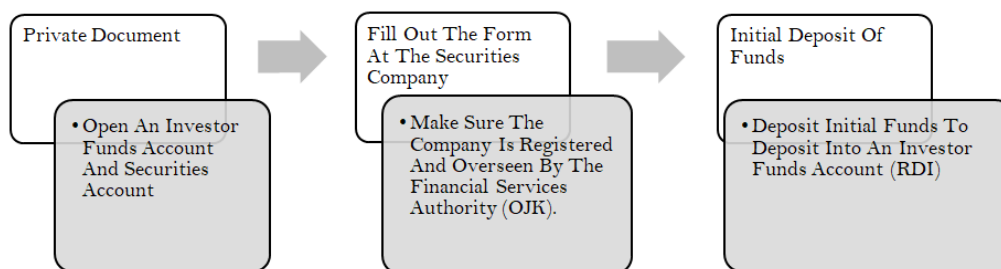 Private Document
• Open An Investor
Funds Account
And Securities
Account
Fill Out The Form
At The Securities
Company
• Make Sure The
Company Is Registered
And Overseen By The
Financial Services
Authority (OJK).
Initial Deposit Of
Funds
• Deposit Initial Funds To
Deposit Into An Investor
Funds Account (RDI)